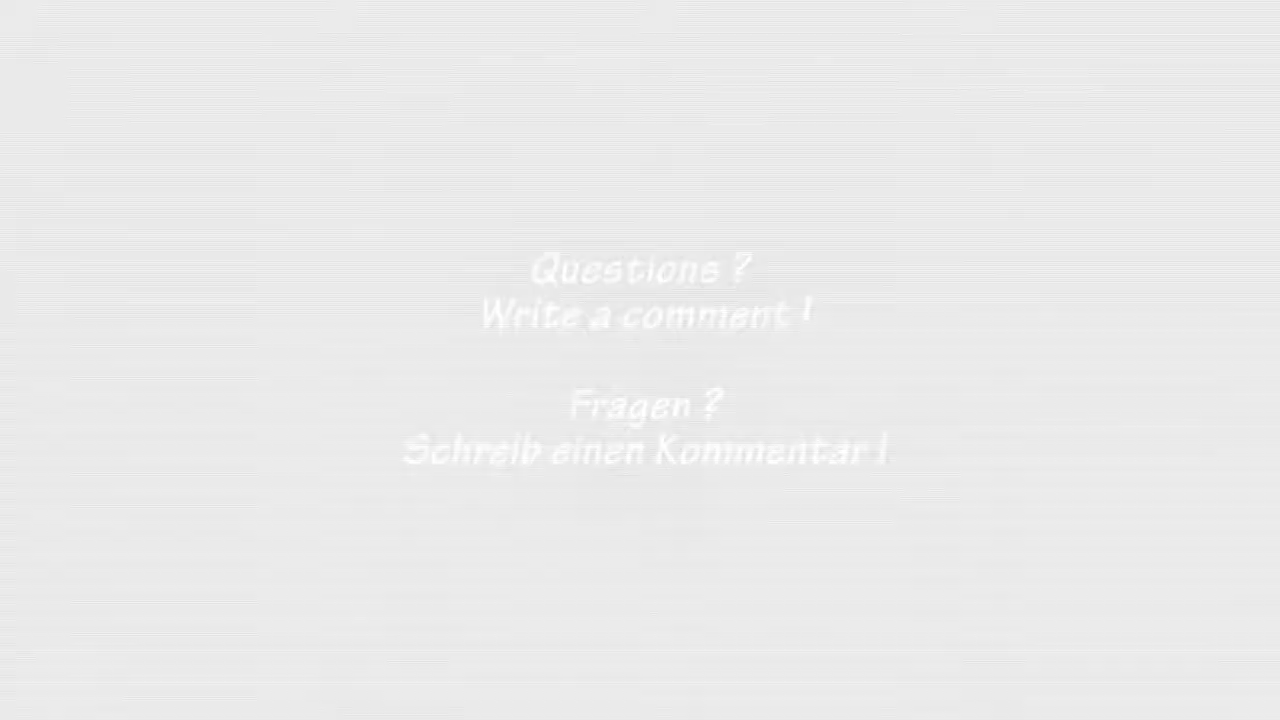 Questions ?
Write a comment !
Fragen ?
Schreib einen Kommentar !